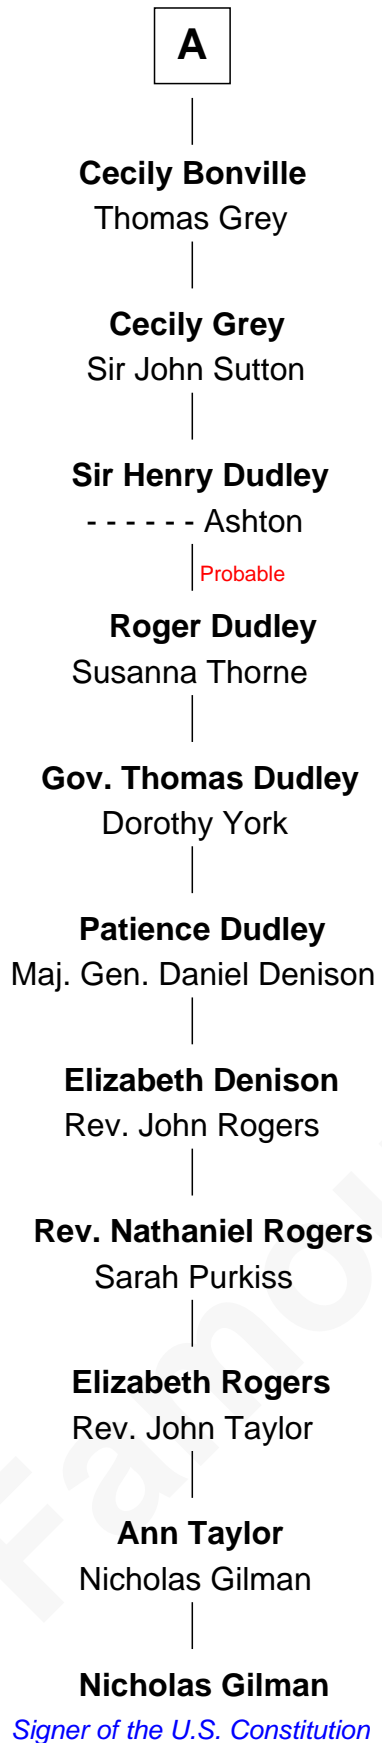 A
Cecily Bonville
Thomas Grey
Cecily Grey
Sir John Sutton
Sir Henry Dudley
- - - - - - Ashton
Probable
Roger Dudley
Susanna Thorne
Gov. Thomas Dudley
Dorothy York
Patience Dudley
Maj. Gen. Daniel Denison
Elizabeth Denison
Rev. John Rogers
Rev. Nathaniel Rogers
Sarah Purkiss
Elizabeth Rogers
Rev. John Taylor
Ann Taylor
Nicholas Gilman
Nicholas Gilman
Signer of the U.S. Constitution